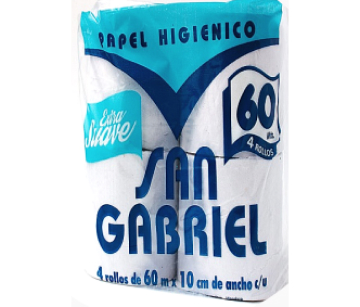 PAPEL HIGIENICO
Extra
Suave
60
mts.
4 ROLLOS
SAN
GABRIEL
4 rollos de 60 m x 10 cm de ancho c/u